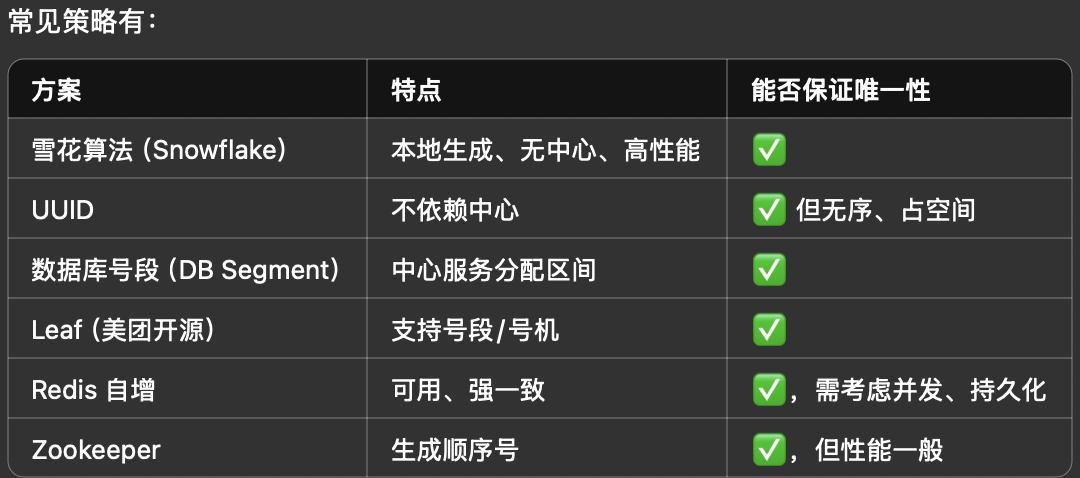 常见策略有：
方案 特点 能否保证唯一性
雪花算法（Snowflake） 本地生成、无中心、高性能 ✅
UUID 不依赖中心 ✅ 但无序、占空间
数据库号段（DB Segment） 中心服务分配区间 ✅
Leaf（美团开源） 支持号段/号机 ✅
Redis 自增 可用、强一致 ✅，需考虑并发、持久化
Zookeeper 生成顺序号 ✅，但性能一般